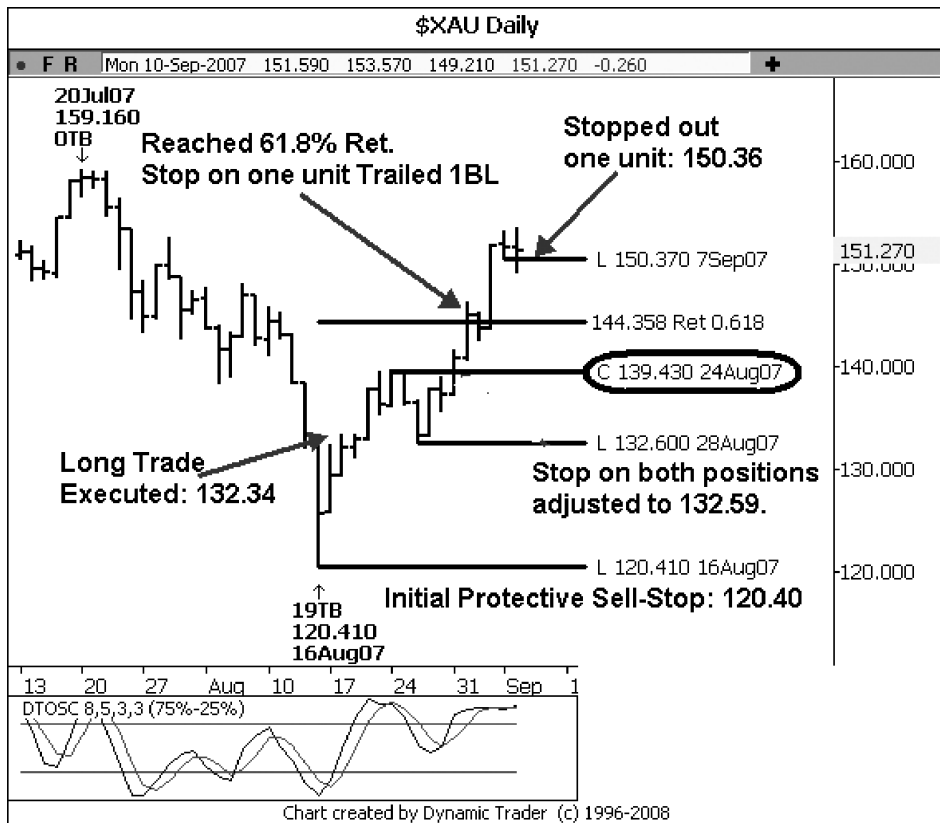 $XAU Daily
F R Mon 10-Sep-2007 151.590 153.570 149.210 151.270 -0.260
20Jul07
159.160
OTB
Reached 61.8% Ret.
Stop on one unit Trailed 1BL
Stopped out
one unit: 150.36
160.000
151.270
150.000
L 150.370 7Sep07
144.358 Ret 0.618
140.000
C 139.430 24Aug07
L 132.600 28Aug07
130.000
Long Trade
Executed: 132.34
Stop on both positions
adjusted to 132.59.
L 120.410 16Aug07
120.000
Initial Protective Sell-Stop: 120.40
19TB
120.410
16Aug07
13 20 27 Aug 10 17 24 31 Sep 1
DTOSC 8,5,3,3 (75%-25%)
Chart created by Dynamic Trader (c) 1996-2008